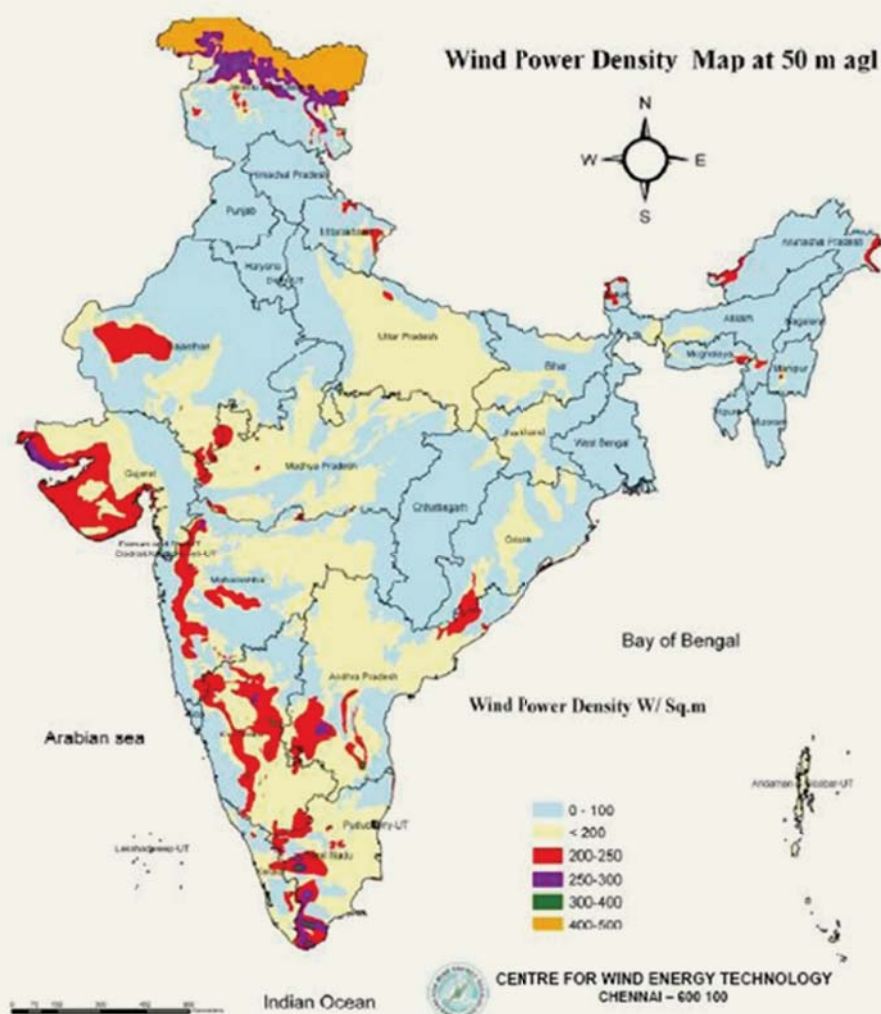 Wind Power Density Map at 50 m agl
N
W
E
S
Himachal Pradesh
Punjab
Uttarakhand
Haryana
Arunachal Pradesh
Assam
Nagaland
Rajasthan
Uttar Pradesh
Meghalaya
Manipur
Bihar
Tripura
Mizoram
Jharkhand
West Bengal
Gujarat
Madhya Pradesh
Chhattisgarh
Orissa
Maharashtra
Bay of Bengal
Andhra Pradesh
Wind Power Density W/ Sq.m
Arabian sea
Andaman & Nicobar-UT
0 - 100
< 200
200-250
250-300
300-400
400-500
Puducherry-UT
Lakshadweep-UT
Tamil Nadu
Kerala
CENTRE FOR WIND ENERGY TECHNOLOGY
CHENNAI – 600 100
Indian Ocean